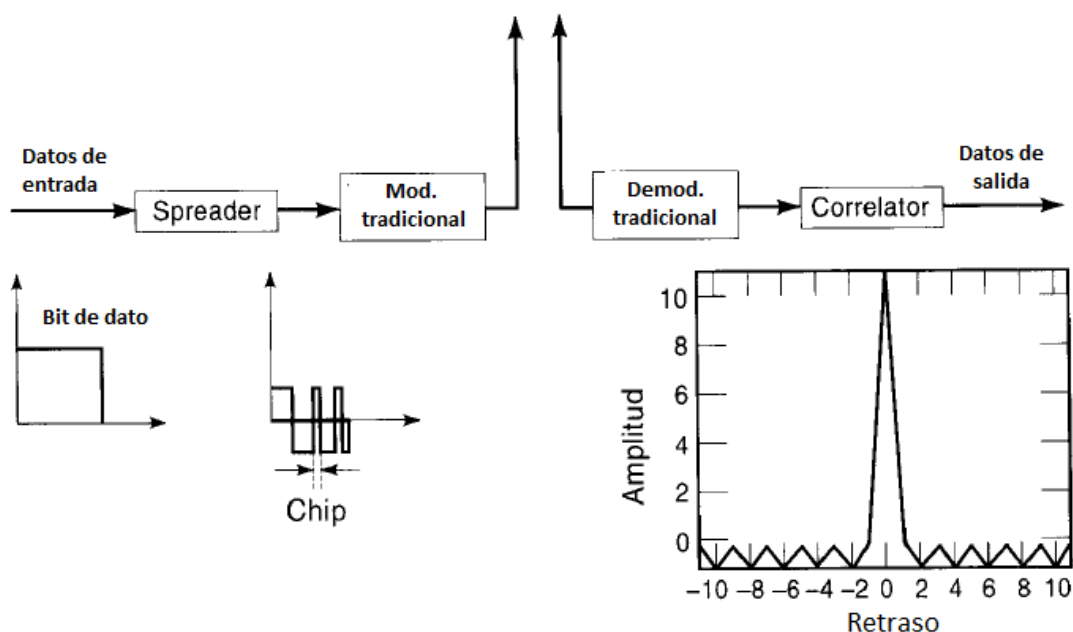 Datos de
entrada
Spreader
Mod.
tradicional
Demod.
tradicional
Correlator
Datos de
salida
Bit de dato
Chip
Amplitud
10
8
6
4
2
0
−10 −8 −6 −4 −2 0 2 4 6 8 10
Retraso